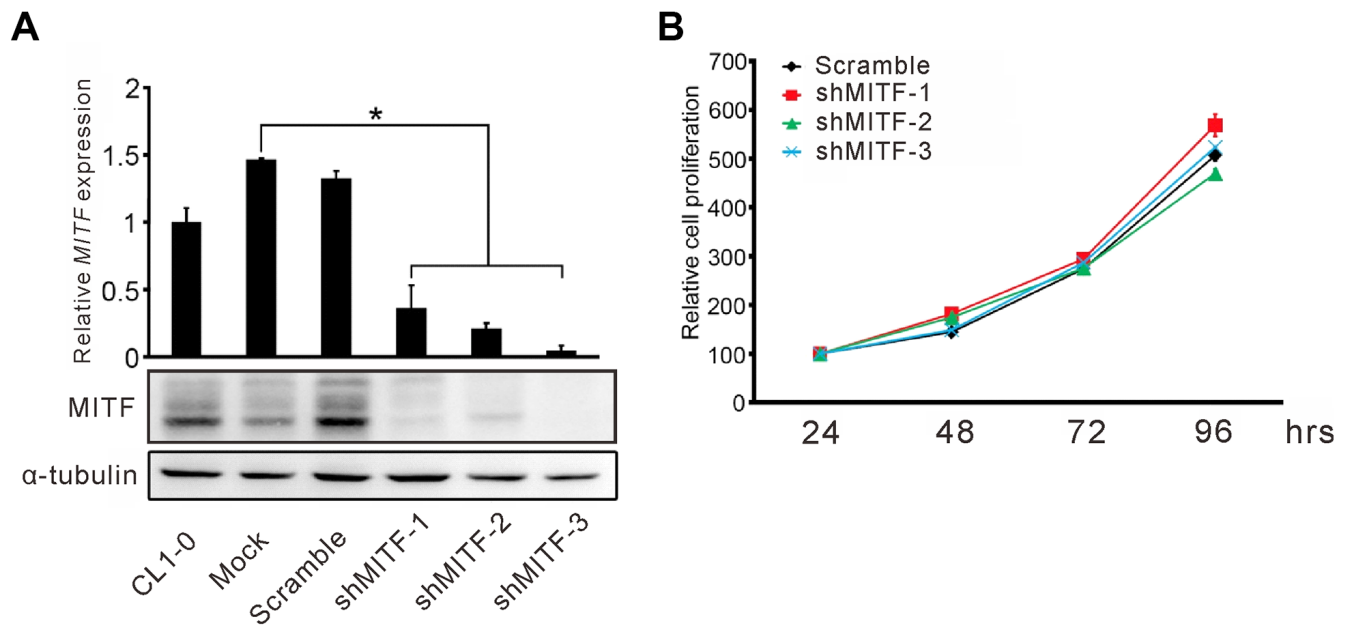 A
Relative MITF expression
2
1.5
1
0.5
0
*
MITF
α-tubulin
CL1-0
Mock
Scramble
shMITF-1
shMITF-2
shMITF-3
B
Relative cell proliferation
700
600
500
400
300
200
100
0
Scramble
shMITF-1
shMITF-2
shMITF-3
24 48 72 96 hrs